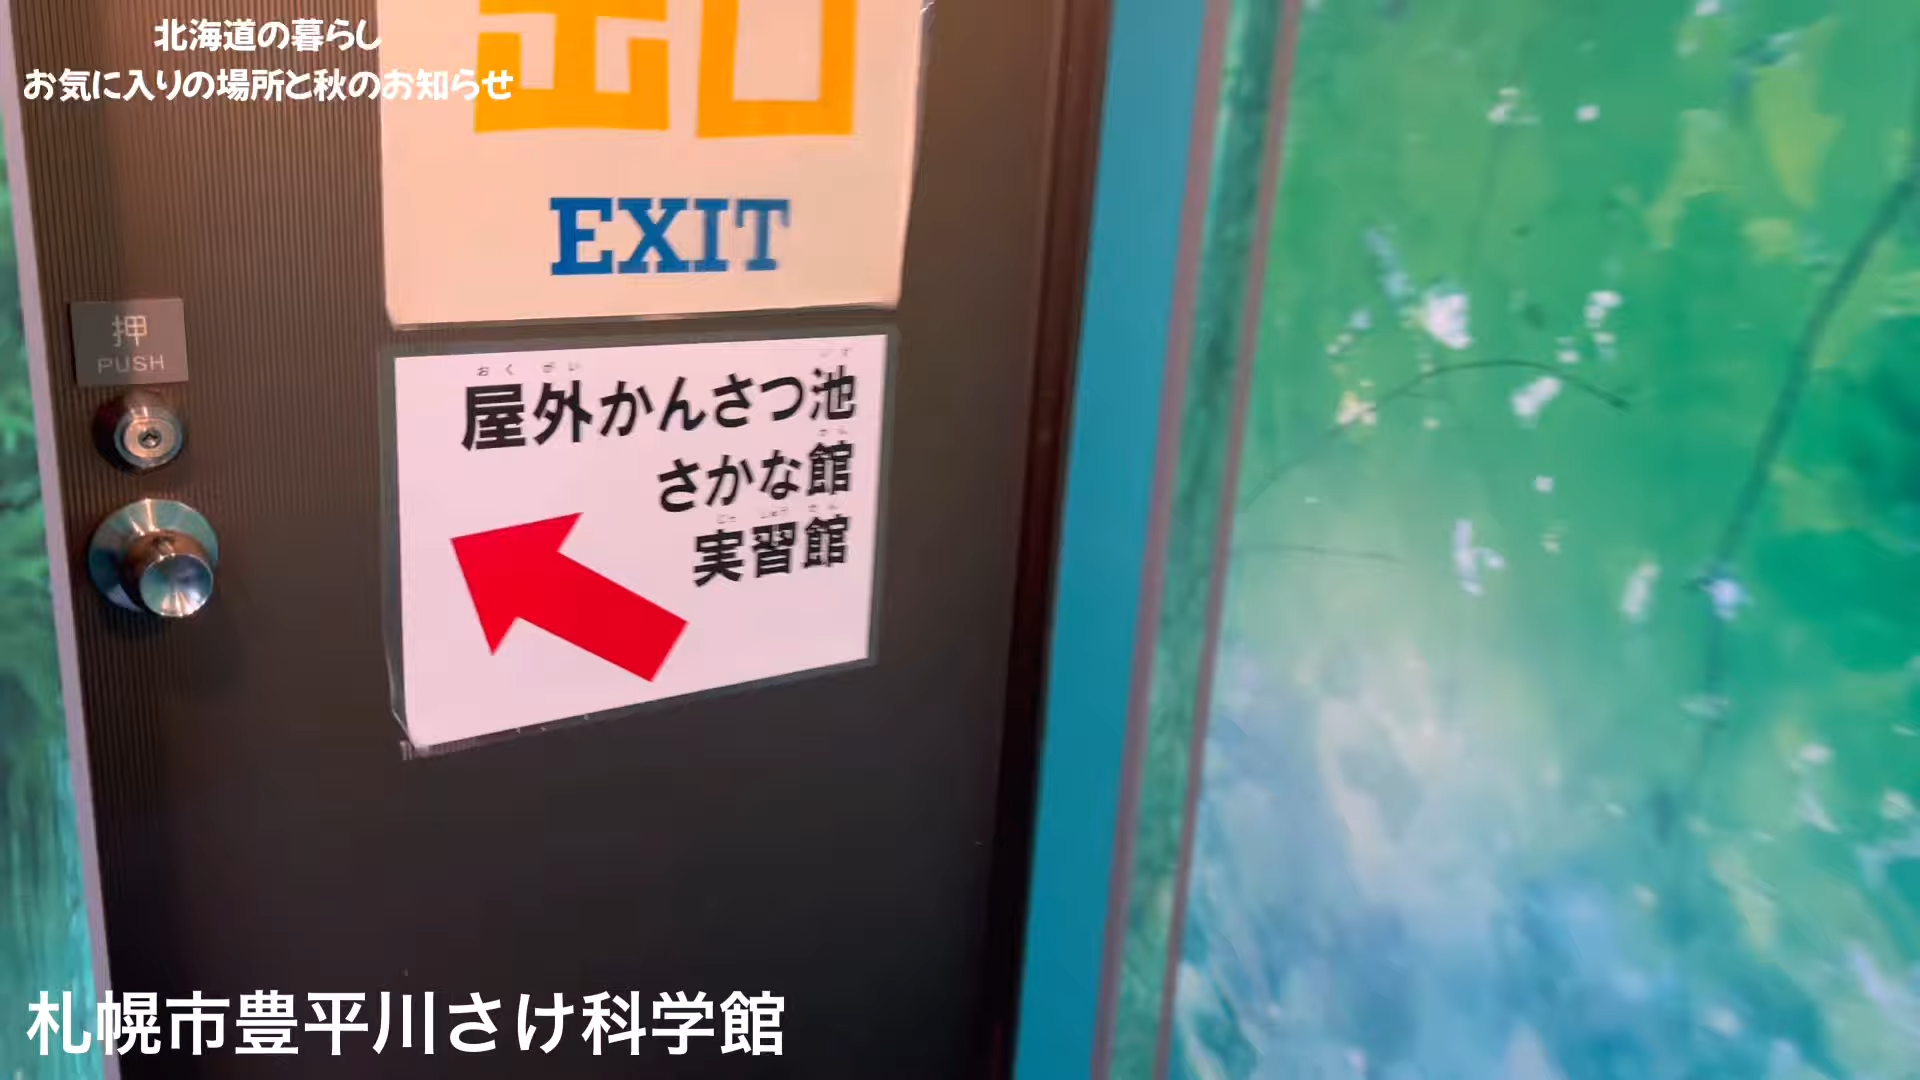 北海道の暮らし
お気に入りの場所と秋のお知らせ
出口
EXIT
押
PUSH
おくがい
屋外かんさつ池
さかな館
実習館
札幌市豊平川さけ科学館